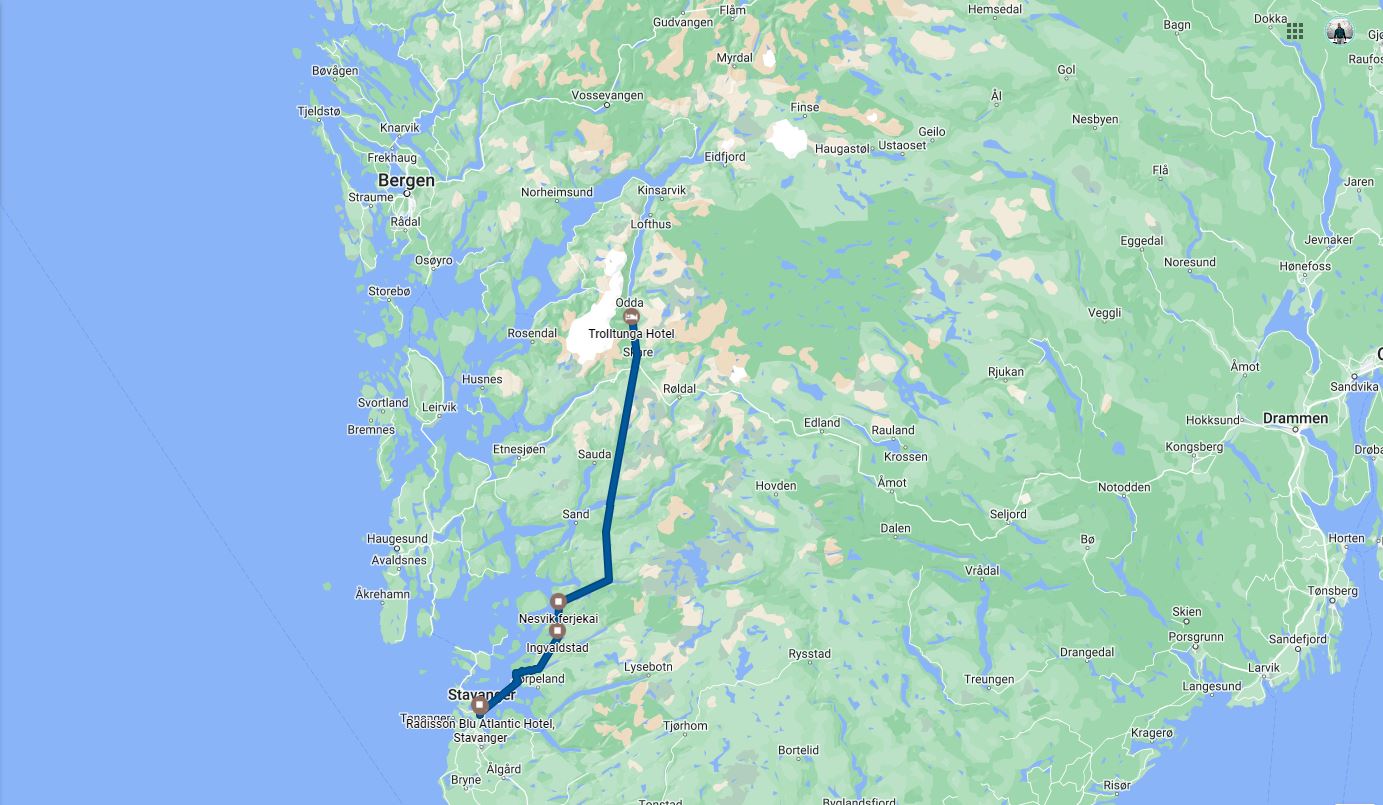 Hemsedal
Flåm
Gudvangen
Bagn
Dokka
Myrdal
Raufos
Bøvågen
Gol
Vossevangen
Ål
Finse
Tjeldstø
Nesbyen
Knarvik
Geilo
Ustaoset
Haugastøl
Frekhaug
Eidfjord
Flå
Bergen
Jaren
Norheimsund
Kinsarvik
Straume
Rådal
Lofthus
Eggedal
Jevnaker
Osøyro
Noresund
Hønefoss
Storebø
Odda
Veggli
Rosendal
Trolltunga Hotel
Skare
Åmot
Rjukan
Husnes
Sandvika
Røldal
Svortland
Leirvik
Hokksund
Drammen
Edland
Bremnes
Rauland
Kongsberg
Etnesjøen
Sauda
Krossen
Åmot
Hovden
Notodden
Sand
Seljord
Dalen
Haugesund
Bø
Horten
Avaldsnes
Vrådal
Åkrehamn
Tønsberg
Skien
Nesvik ferjekai
Porsgrunn
Sandefjord
Ingvaldstad
Rysstad
Drangedal
Lysebotn
Larvik
Treungen
Langesund
Stavanger
Radisson Blu Atlantic Hotel,
Stavanger
Tjørhom
Kragerø
Bortelid
Ålgård
Bryne
Risør
Tonstad
Byglandsfjord